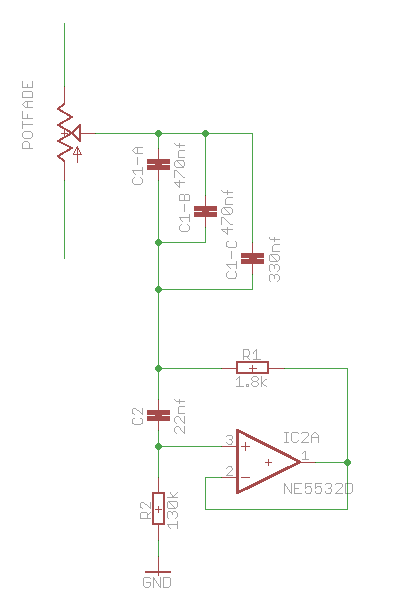 POTFADE
C1-A
470nf
C1-B
470nf
C1-C
330nf
R1
1.8k
C2
22nf
3
IC2A
1
2
NE5532D
R2
130k
GND